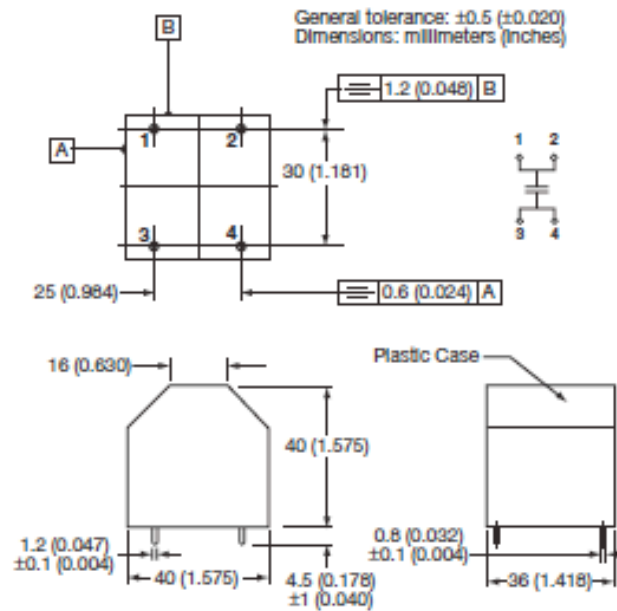 General tolerance: ±0.5 (±0.020)
Dimensions: millimeters (inches)
B
1.2 (0.048) B
A
1 2
30 (1.181)
1 2
3 4
3 4
25 (0.984)
0.6 (0.024) A
16 (0.630)
Plastic Case
40 (1.575)
1.2 (0.047)
±0.1 (0.004)
40 (1.575)
4.5 (0.178)
±1 (0.040)
0.8 (0.032)
±0.1 (0.004)
36 (1.418)